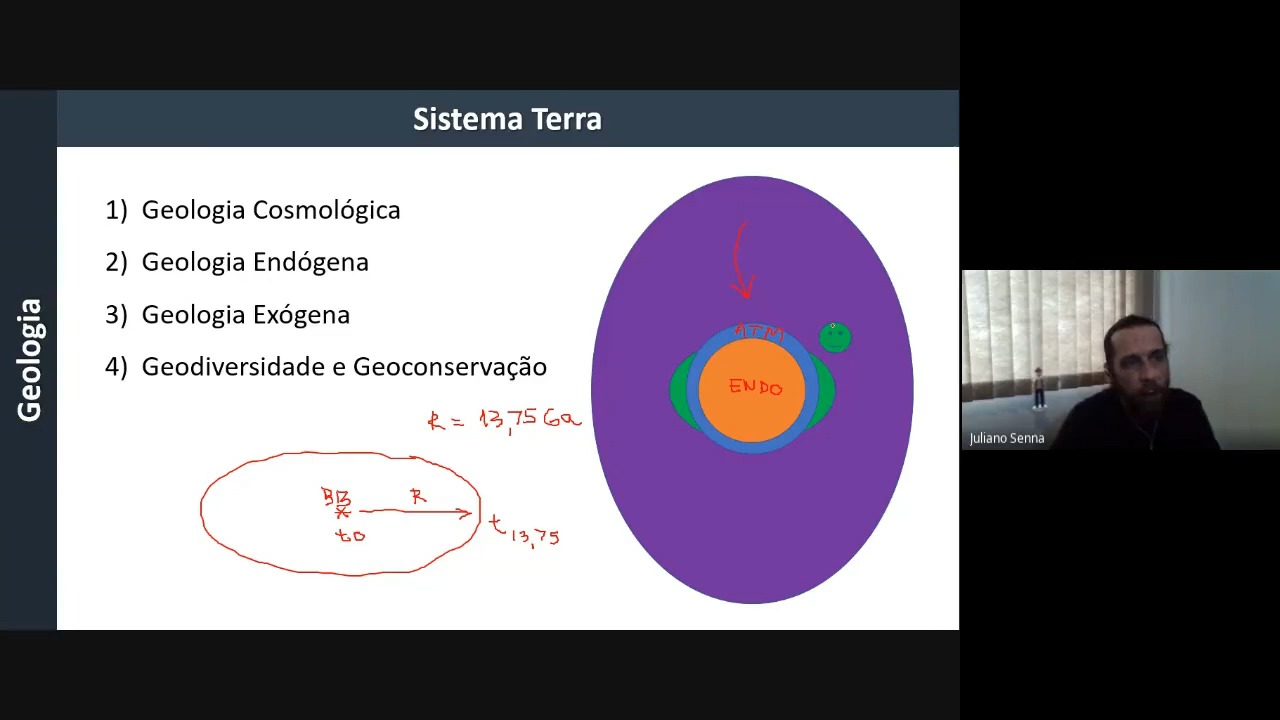 Sistema Terra
Geologia
1) Geologia Cosmológica
2) Geologia Endógena
3) Geologia Exógena
4) Geodiversidade e Geoconservação
R = 13,75 Ga
BB
R
t0
t 13,75
ATM
ENDO
Juliano Senna